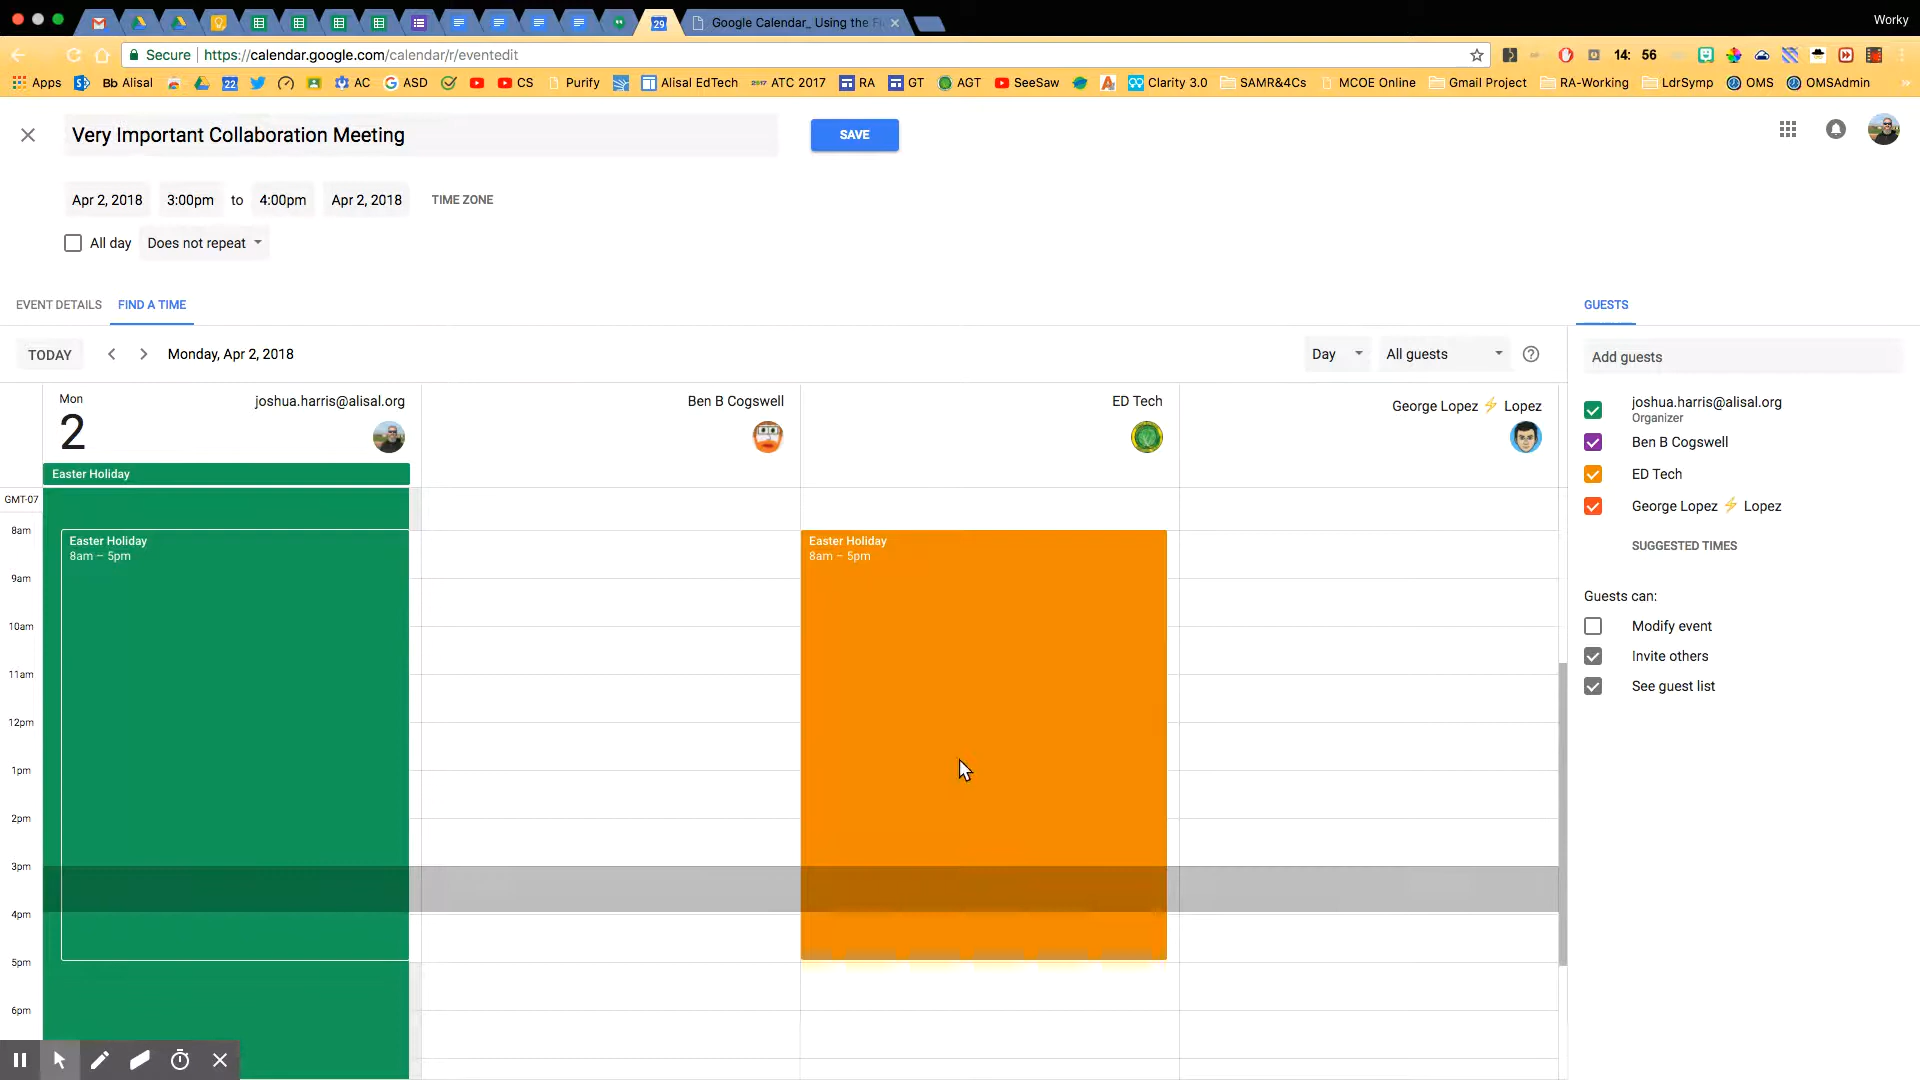 Google Calendar_ Using the Fi
Worky
Secure https://calendar.google.com/calendar/r/eventedit
14: 56
Apps Bb Alisal 22 AC ASD CS Purify Alisal EdTech ATC 2017 RA GT AGT SeeSaw Clarity 3.0 SAMR&4Cs MCOE Online Gmail Project RA-Working LdrSymp OMS OMSAdmin
Very Important Collaboration Meeting
SAVE
Apr 2, 2018 3:00pm to 4:00pm Apr 2, 2018 TIME ZONE
All day Does not repeat
EVENT DETAILS FIND A TIME
GUESTS
TODAY Monday, Apr 2, 2018 Day All guests
Add guests
Mon
2
joshua.harris@alisal.org
Ben B Cogswell
ED Tech
George Lopez ⚡ Lopez
Easter Holiday
GMT-07
8am
9am
10am
11am
12pm
1pm
2pm
3pm
4pm
5pm
6pm
Easter Holiday
8am – 5pm
Easter Holiday
8am – 5pm
joshua.harris@alisal.org
Organizer
Ben B Cogswell
ED Tech
George Lopez ⚡ Lopez
SUGGESTED TIMES
Guests can:
Modify event
Invite others
See guest list